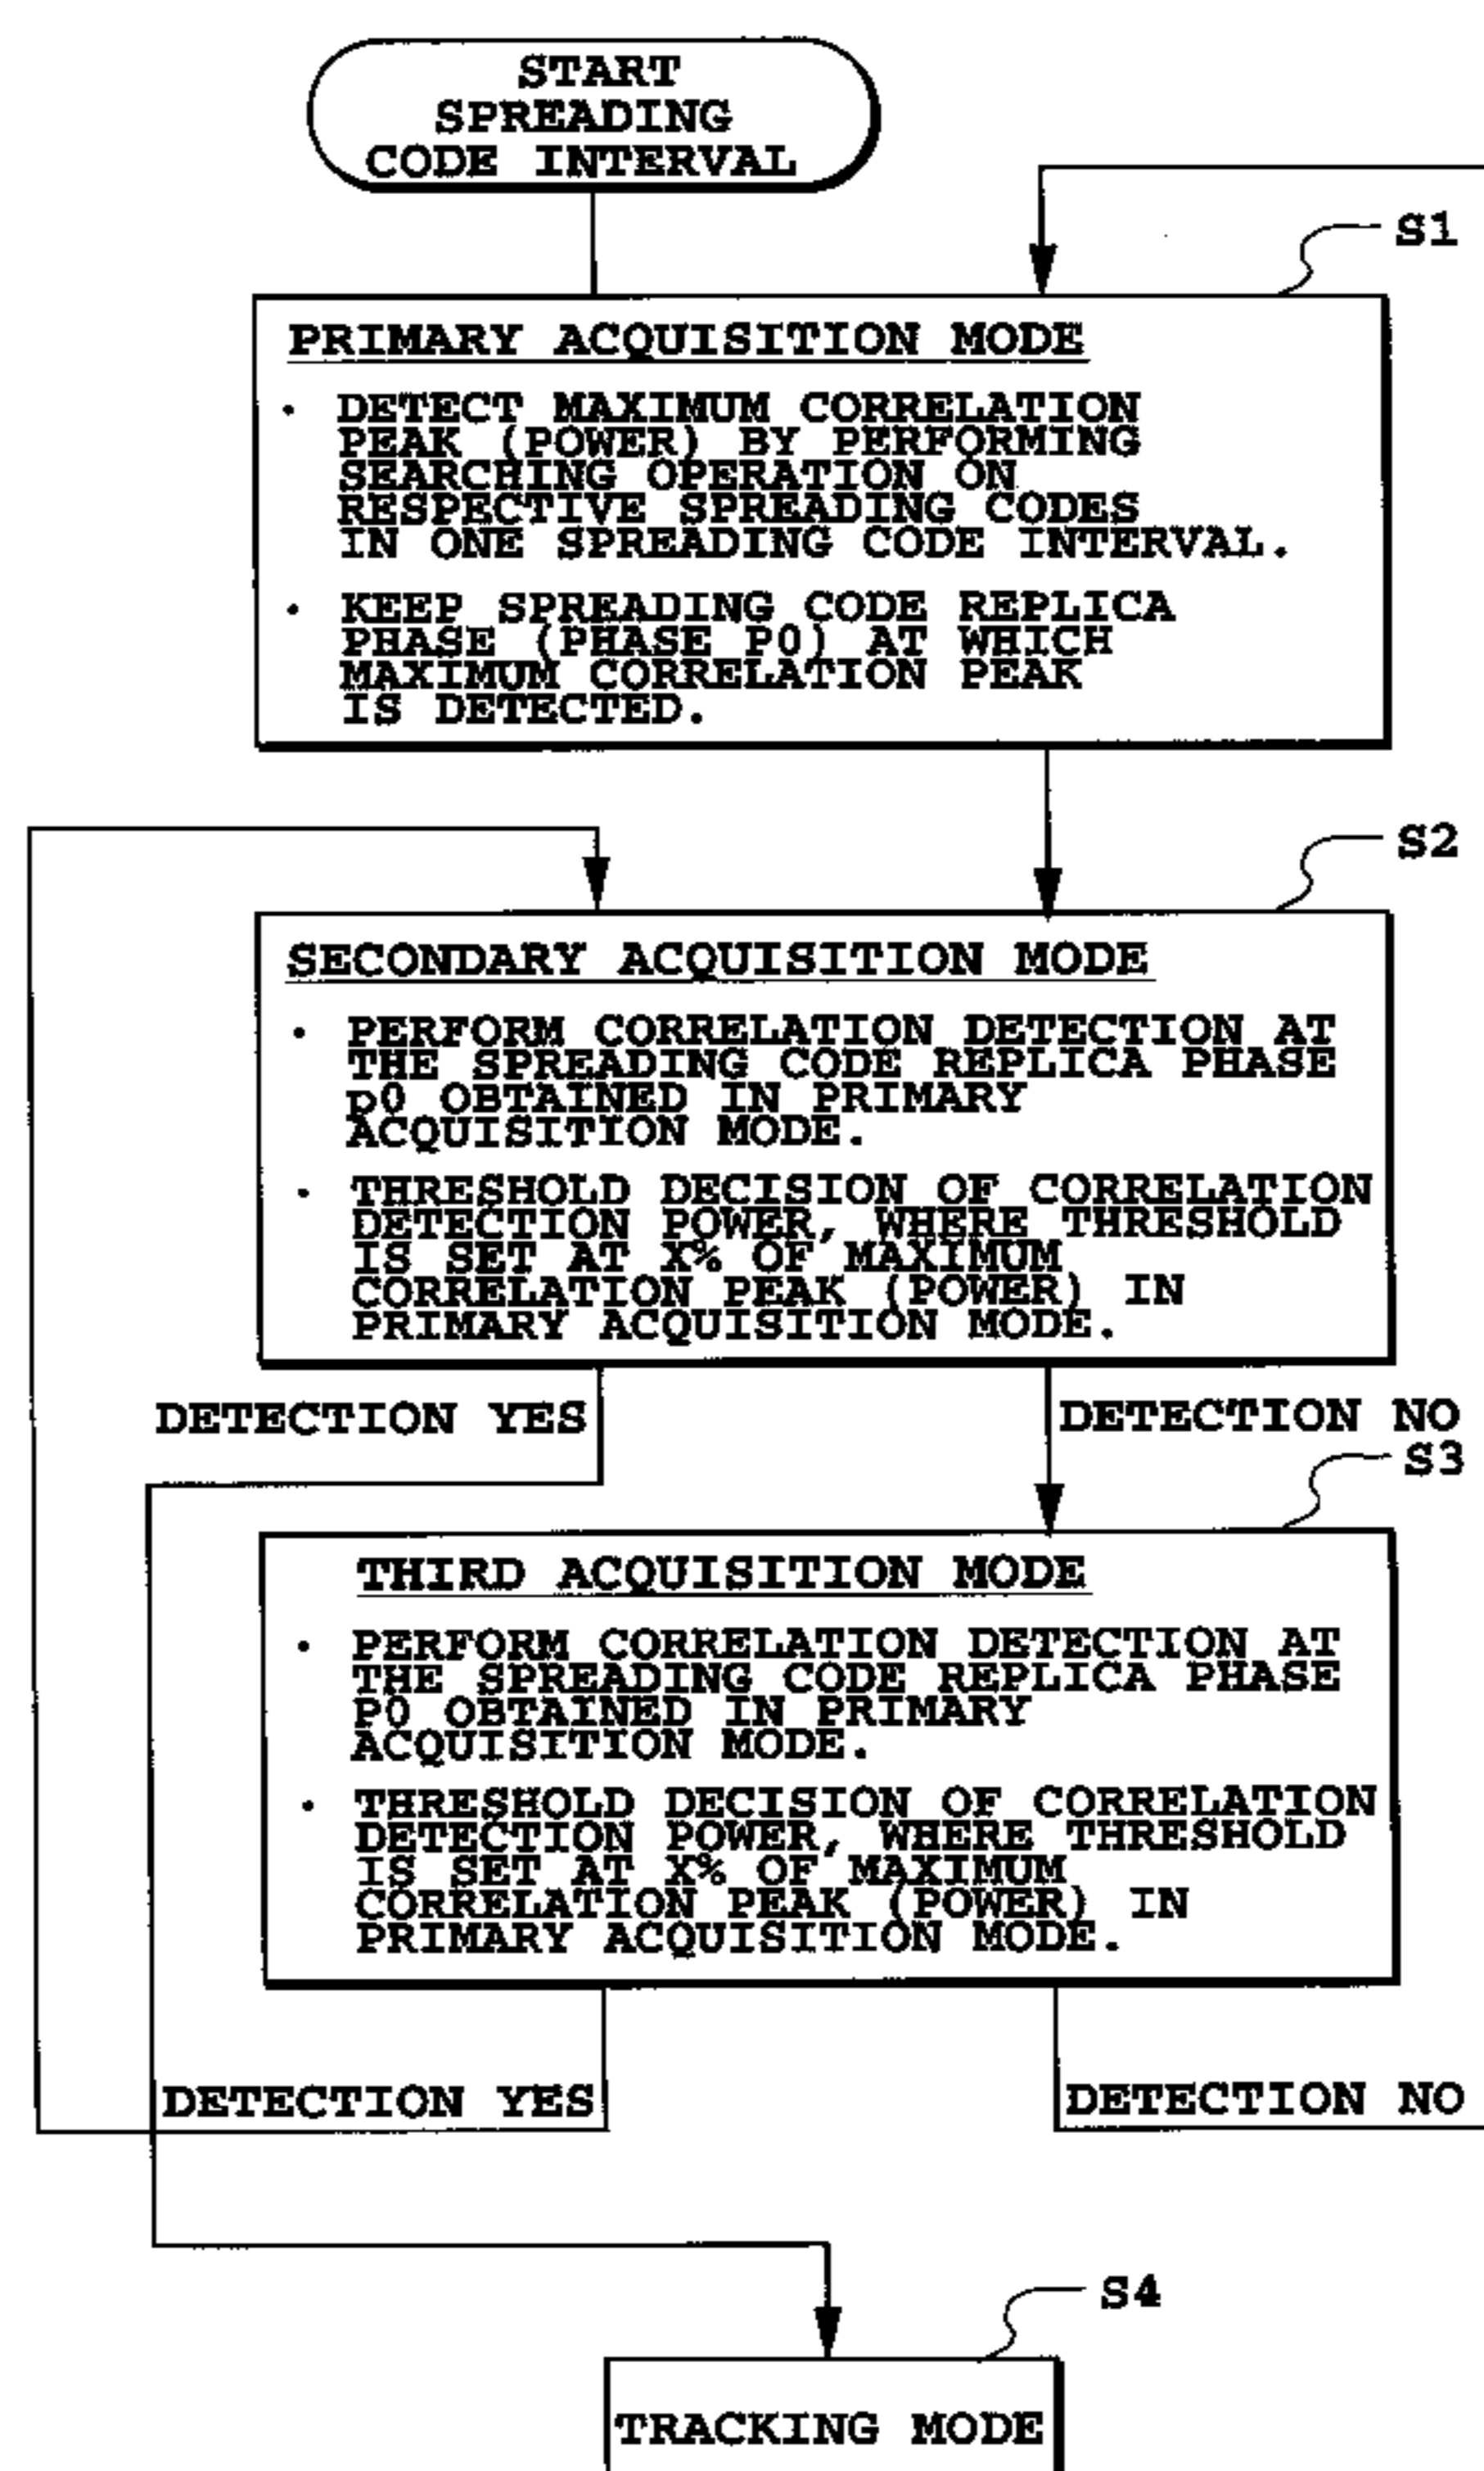 START
SPREADING
CODE INTERVAL
S1
PRIMARY ACQUISITION MODE
· DETECT MAXIMUM CORRELATION
PEAK (POWER) BY PERFORMING
SEARCHING OPERATION ON
RESPECTIVE SPREADING CODES
IN ONE SPREADING CODE INTERVAL.
· KEEP SPREADING CODE REPLICA
PHASE (PHASE P0) AT WHICH
MAXIMUM CORRELATION PEAK
IS DETECTED.
S2
SECONDARY ACQUISITION MODE
· PERFORM CORRELATION DETECTION AT
THE SPREADING CODE REPLICA PHASE
p0 OBTAINED IN PRIMARY
ACQUISITION MODE.
· THRESHOLD DECISION OF CORRELATION
DETECTION POWER, WHERE THRESHOLD
IS SET AT X% OF MAXIMUM
CORRELATION PEAK (POWER) IN
PRIMARY ACQUISITION MODE.
DETECTION YES
DETECTION NO
S3
THIRD ACQUISITION MODE
· PERFORM CORRELATION DETECTION AT
THE SPREADING CODE REPLICA PHASE
P0 OBTAINED IN PRIMARY
ACQUISITION MODE.
· THRESHOLD DECISION OF CORRELATION
DETECTION POWER, WHERE THRESHOLD
IS SET AT X% OF MAXIMUM
CORRELATION PEAK (POWER) IN
PRIMARY ACQUISITION MODE.
DETECTION YES
DETECTION NO
S4
TRACKING MODE